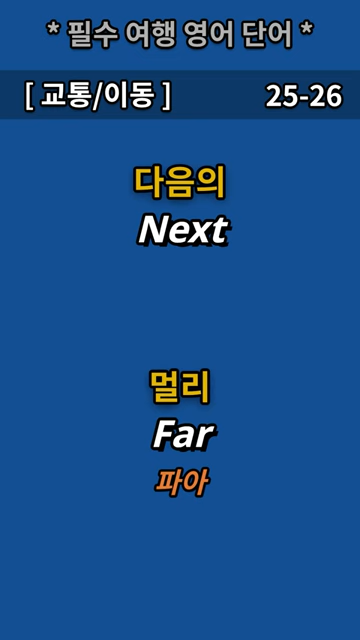 * 필수 여행 영어 단어 *
[ 교통/이동 ] 25-26
다음의
Next
멀리
Far
파아